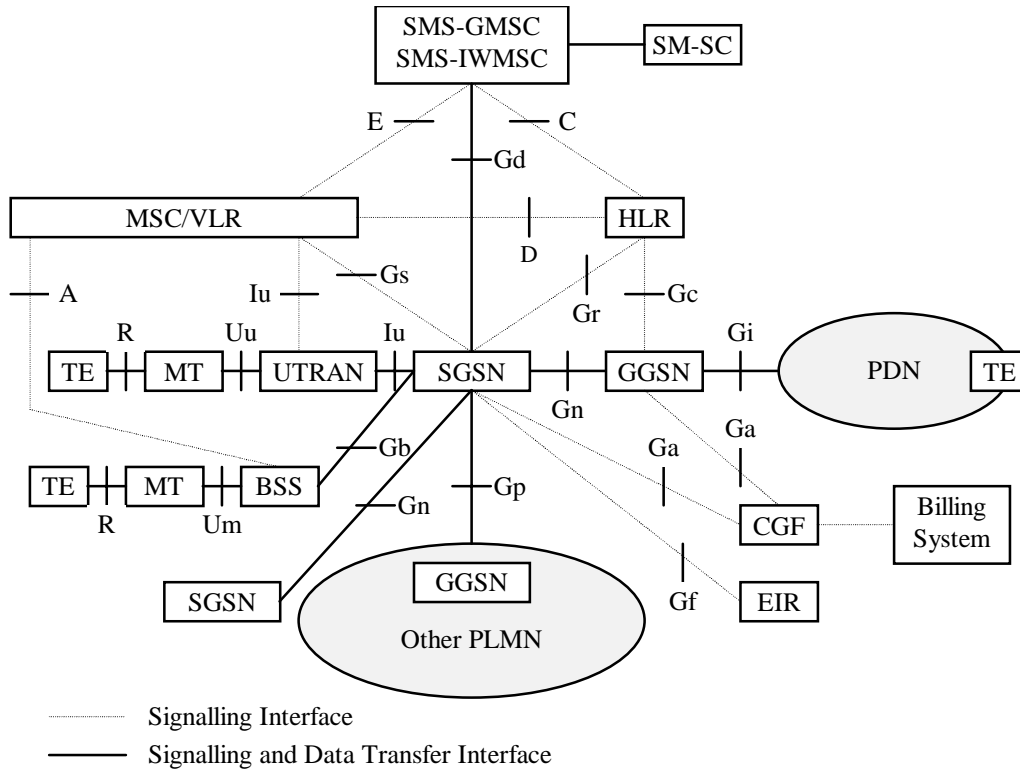 SMS-GMSC
SMS-IWMSC
SM-SC
E
C
Gd
MSC/VLR
HLR
D
A
Iu
Gs
Gr
Gc
R
Uu
Iu
Gi
TE
MT
UTRAN
SGSN
GGSN
PDN
TE
Gn
Gb
Ga
Ga
TE
MT
BSS
Gn
Gp
R
Um
CGF
Billing
System
GGSN
SGSN
Gf
EIR
Other PLMN
Signalling Interface
Signalling and Data Transfer Interface